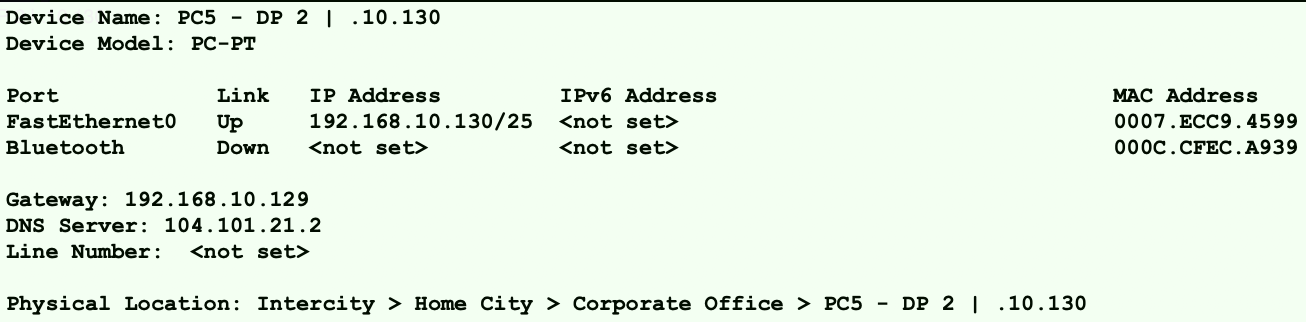 Device Name: PC5 - DP 2 | .10.130
Device Model: PC-PT
Port Link IP Address IPv6 Address MAC Address
FastEthernet0 Up 192.168.10.130/25 <not set> 0007.ECC9.4599
Bluetooth Down <not set> <not set> 000C.CFEC.A939
Gateway: 192.168.10.129
DNS Server: 104.101.21.2
Line Number: <not set>
Physical Location: Intercity > Home City > Corporate Office > PC5 - DP 2 | .10.130